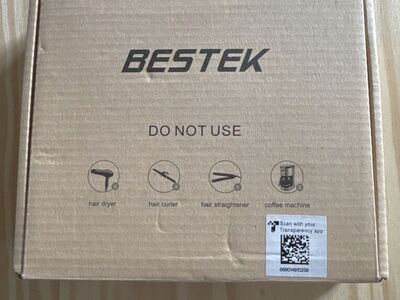 BESTEK
DO NOT USE
hair dryer hair curler hair straightener coffee machine
Scan with your
Transparency app